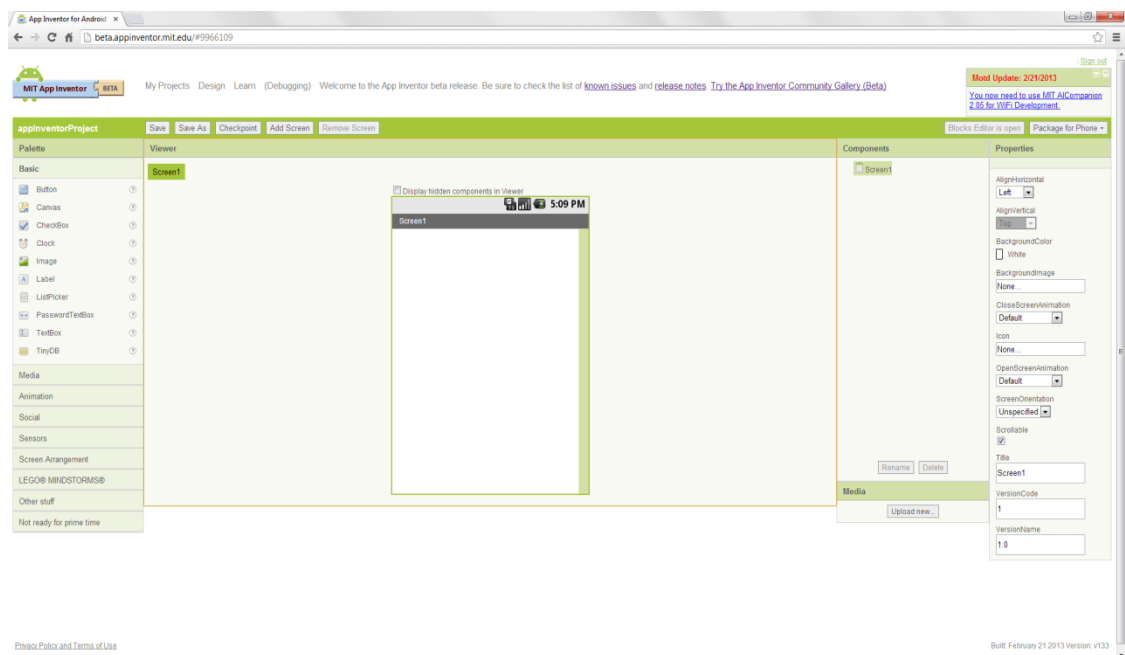 App Inventor for Android
beta.appinventor.mit.edu/#9966109
Sign out
MIT App Inventor BETA
My Projects Design Learn (Debugging) Welcome to the App Inventor beta release. Be sure to check the list of known issues and release notes. Try the App Inventor Community Gallery (Beta)
Motd Update: 2/21/2013
You now need to use MIT AICompanion
2.05 for WiFi Development.
appInventorProject
Save Save As Checkpoint Add Screen Remove Screen
Blocks Editor is open Package for Phone
Palette
Basic
Button
Canvas
CheckBox
Clock
Image
Label
ListPicker
PasswordTextBox
TextBox
TinyDB
Media
Animation
Social
Sensors
Screen Arrangement
LEGO® MINDSTORMS®
Other stuff
Not ready for prime time
Viewer
Screen1
Display hidden components in Viewer
5:09 PM
Screen1
Components
Screen1
Rename Delete
Media
Upload new...
Properties
AlignHorizontal
Left
AlignVertical
Top
BackgroundColor
White
BackgroundImage
None...
CloseScreenAnimation
Default
Icon
None...
OpenScreenAnimation
Default
ScreenOrientation
Unspecified
Scrollable
Title
Screen1
VersionCode
1
VersionName
1.0
Privacy Policy and Terms of Use
Built: February 21 2013 Version: v133